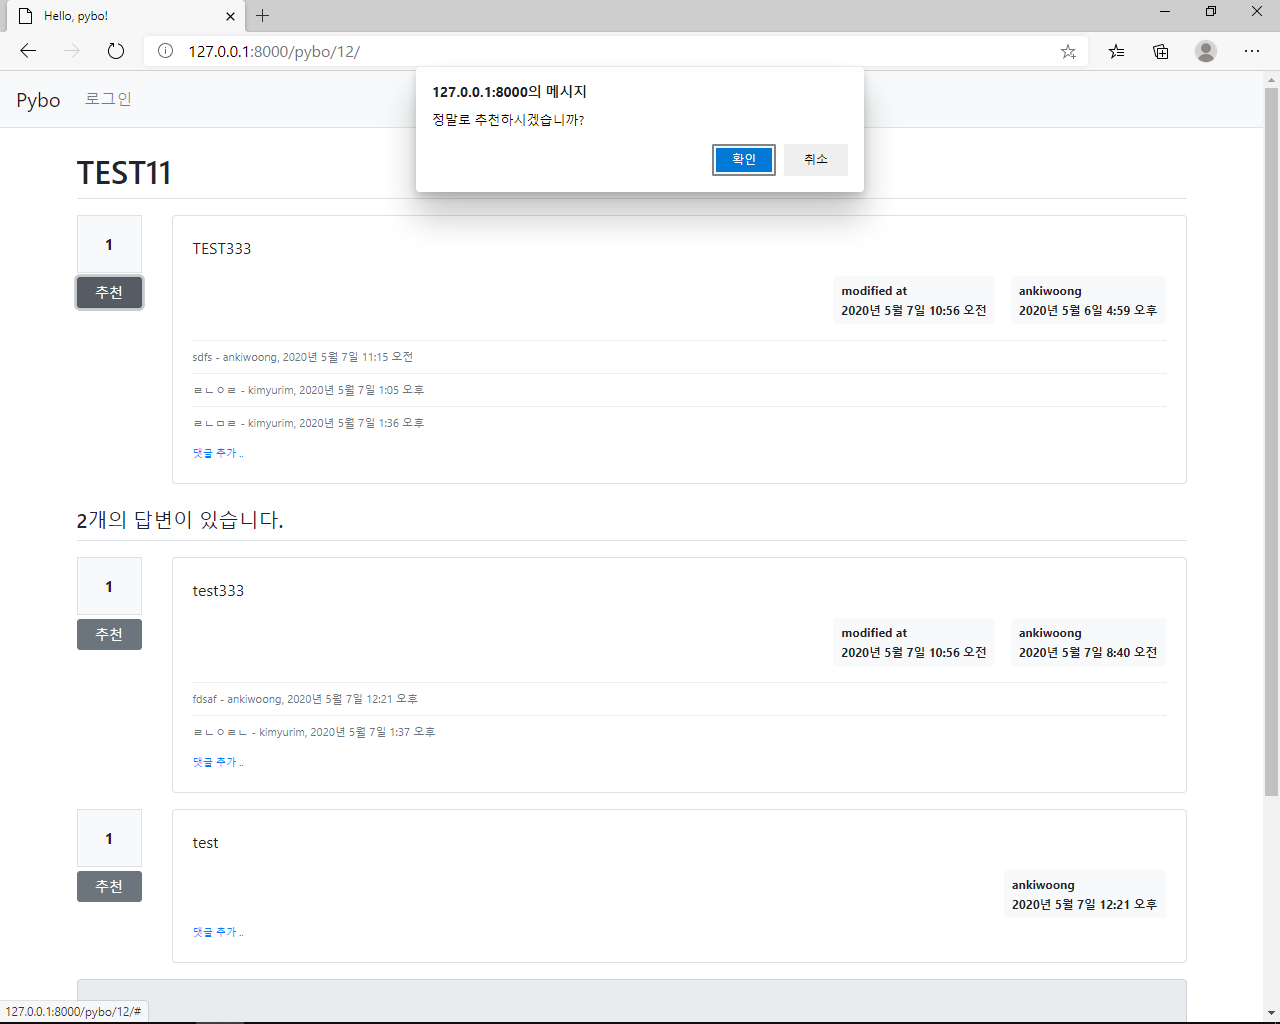 Hello, pybo!
127.0.0.1:8000/pybo/12/
127.0.0.1:8000의 메시지
정말로 추천하시겠습니까?
확인 취소
Pybo 로그인
TEST11
1
추천
TEST333
modified at
2020년 5월 7일 10:56 오전
ankiwoong
2020년 5월 6일 4:59 오후
sdfs - ankiwoong, 2020년 5월 7일 11:15 오전
ㄹㄴㅇㄹ - kimyurim, 2020년 5월 7일 1:05 오후
ㄹㄴㅁㄹ - kimyurim, 2020년 5월 7일 1:36 오후
댓글 추가 ..
2개의 답변이 있습니다.
1
추천
test333
modified at
2020년 5월 7일 10:56 오전
ankiwoong
2020년 5월 7일 8:40 오전
fdsaf - ankiwoong, 2020년 5월 7일 12:21 오후
ㄹㄴㅇㄹㄴ - kimyurim, 2020년 5월 7일 1:37 오후
댓글 추가 ..
1
추천
test
ankiwoong
2020년 5월 7일 12:21 오후
댓글 추가 ..
127.0.0.1:8000/pybo/12/#